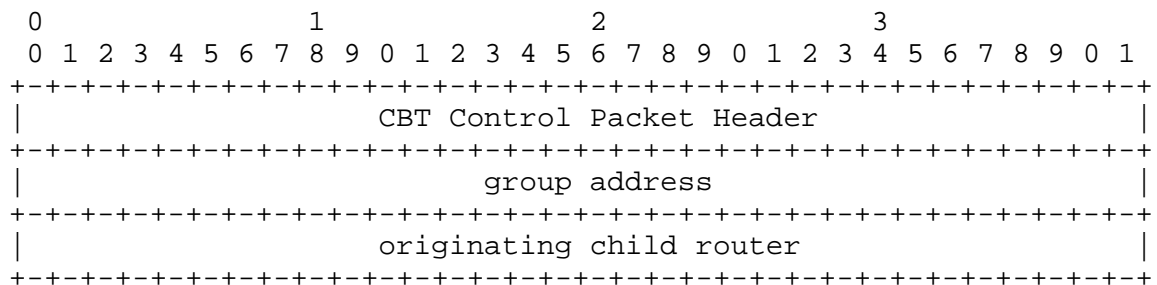 0                   1                   2                   3
 0 1 2 3 4 5 6 7 8 9 0 1 2 3 4 5 6 7 8 9 0 1 2 3 4 5 6 7 8 9 0 1
+-+-+-+-+-+-+-+-+-+-+-+-+-+-+-+-+-+-+-+-+-+-+-+-+-+-+-+-+-+-+-+-+
|                   CBT Control Packet Header                   |
+-+-+-+-+-+-+-+-+-+-+-+-+-+-+-+-+-+-+-+-+-+-+-+-+-+-+-+-+-+-+-+-+
|                         group address                         |
+-+-+-+-+-+-+-+-+-+-+-+-+-+-+-+-+-+-+-+-+-+-+-+-+-+-+-+-+-+-+-+-+
|                   originating child router                    |
+-+-+-+-+-+-+-+-+-+-+-+-+-+-+-+-+-+-+-+-+-+-+-+-+-+-+-+-+-+-+-+-+